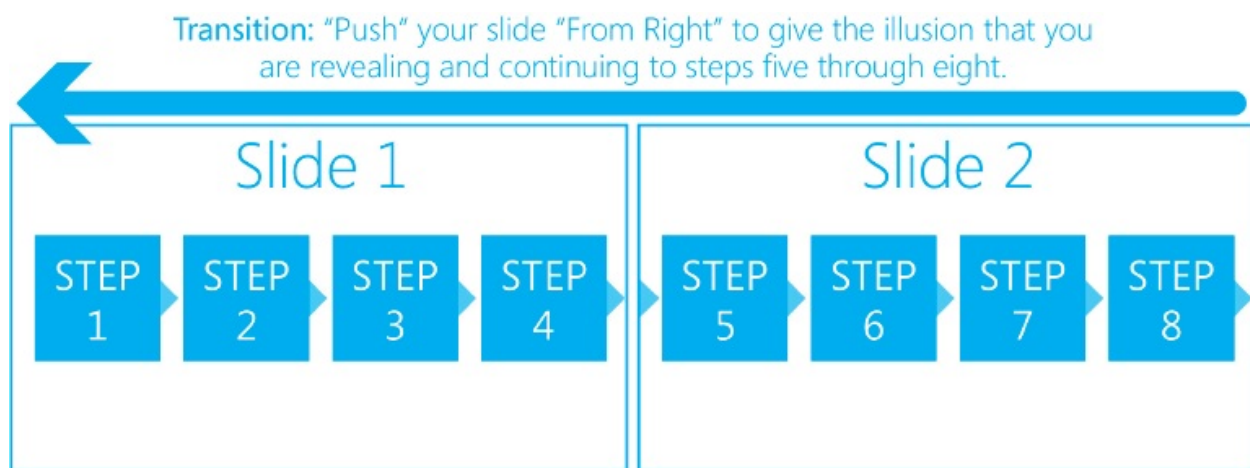 Transition: “Push” your slide “From Right” to give the illusion that you
are revealing and continuing to steps five through eight.
Slide 1
STEP 1
STEP 2
STEP 3
STEP 4
Slide 2
STEP 5
STEP 6
STEP 7
STEP 8